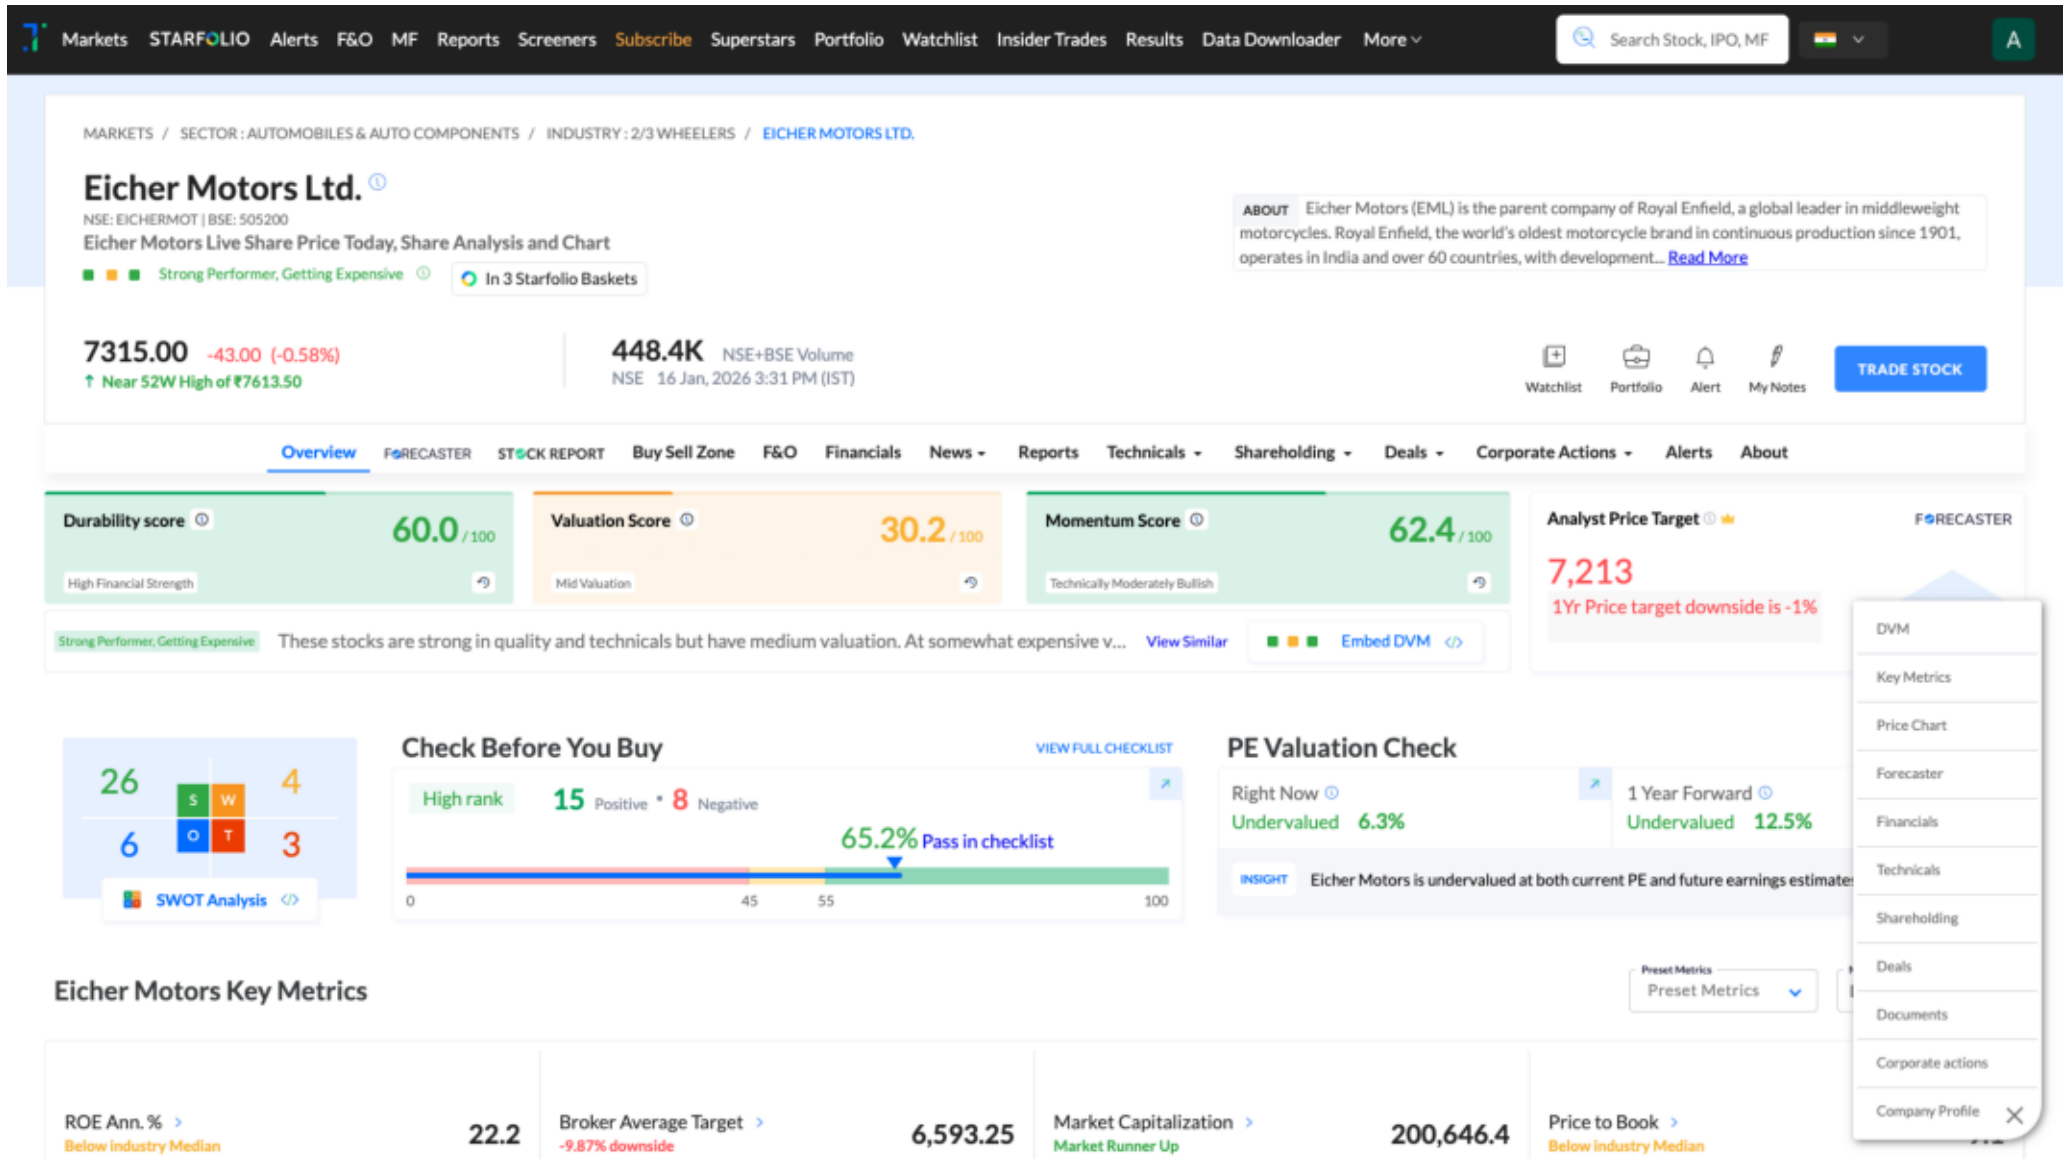 Markets STARFOLIO Alerts F&O MF Reports Screeners Subscribe Superstars Portfolio Watchlist Insider Trades Results Data Downloader More Search Stock, IPO, MF A
MARKETS / SECTOR : AUTOMOBILES & AUTO COMPONENTS / INDUSTRY : 2/3 WHEELERS / EICHER MOTORS LTD.
Eicher Motors Ltd.
NSE: EICHERMOT | BSE: 505200
Eicher Motors Live Share Price Today, Share Analysis and Chart
Strong Performer, Getting Expensive In 3 Starfolio Baskets
ABOUT Eicher Motors (EML) is the parent company of Royal Enfield, a global leader in middleweight
motorcycles. Royal Enfield, the world's oldest motorcycle brand in continuous production since 1901,
operates in India and over 60 countries, with development... Read More
7315.00 -43.00 (-0.58%)
↑ Near 52W High of ₹7613.50
448.4K NSE+BSE Volume
NSE 16 Jan, 2026 3:31 PM (IST)
Watchlist Portfolio Alert My Notes TRADE STOCK
Overview FORECASTER STOCK REPORT Buy Sell Zone F&O Financials News Reports Technicals Shareholding Deals Corporate Actions Alerts About
Durability score 60.0 / 100
High Financial Strength
Valuation Score 30.2 / 100
Mid Valuation
Momentum Score 62.4 / 100
Technically Moderately Bullish
Analyst Price Target FORECASTER
7,213
1Yr Price target downside is -1%
Strong Performer, Getting Expensive These stocks are strong in quality and technicals but have medium valuation. At somewhat expensive v... View Similar Embed DVM </>
26 4
S W
O T
6 3
SWOT Analysis </>
Check Before You Buy VIEW FULL CHECKLIST
High rank 15 Positive • 8 Negative
65.2% Pass in checklist
0 45 55 100
PE Valuation Check
Right Now
Undervalued 6.3%
1 Year Forward
Undervalued 12.5%
INSIGHT Eicher Motors is undervalued at both current PE and future earnings
Eicher Motors Key Metrics
Preset Metrics
Preset Metrics
ROE Ann. % 22.2
Below industry Median
Broker Average Target 6,593.25
-9.87% downside
Market Capitalization 200,646.4
Market Runner Up
Price to Book
Below industry Median
DVM
Key Metrics
Price Chart
Forecaster
Financials
Technicals
Shareholding
Deals
Documents
Corporate actions
Company Profile